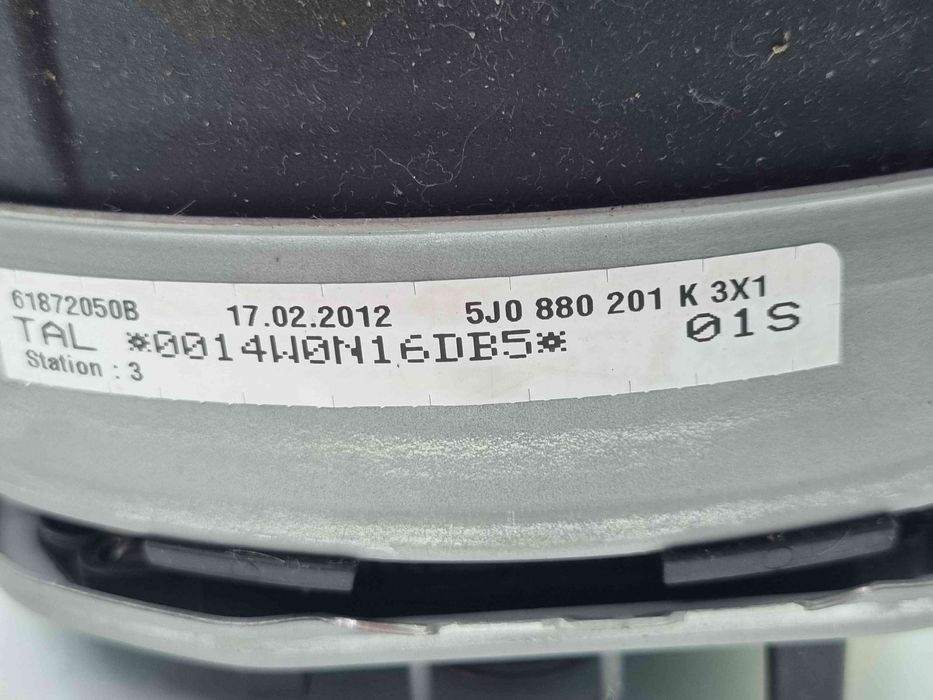 61872050B 17.02.2012 5J0 880 201 K 3X1
TAL *0014W0N16DB5* 01S
Station : 3